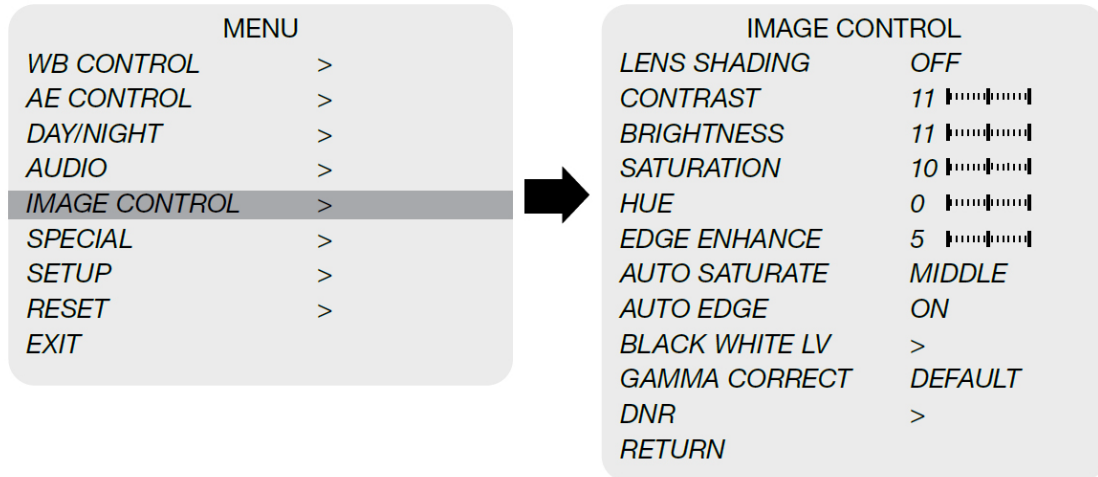 MENU
WB CONTROL >
AE CONTROL >
DAY/NIGHT >
AUDIO >
IMAGE CONTROL >
SPECIAL >
SETUP >
RESET >
EXIT
IMAGE CONTROL
LENS SHADING OFF
CONTRAST 11
BRIGHTNESS 11
SATURATION 10
HUE 0
EDGE ENHANCE 5
AUTO SATURATE MIDDLE
AUTO EDGE ON
BLACK WHITE LV >
GAMMA CORRECT DEFAULT
DNR >
RETURN